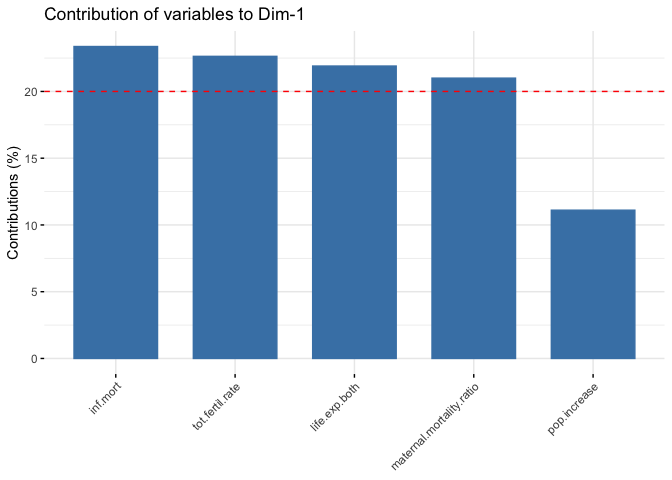 Contribution of variables to Dim-1
Contributions (%)
20
15
10
5
0
inf.mort
tot.fertil.rate
life.exp.both
maternal.mortality.ratio
pop.increase